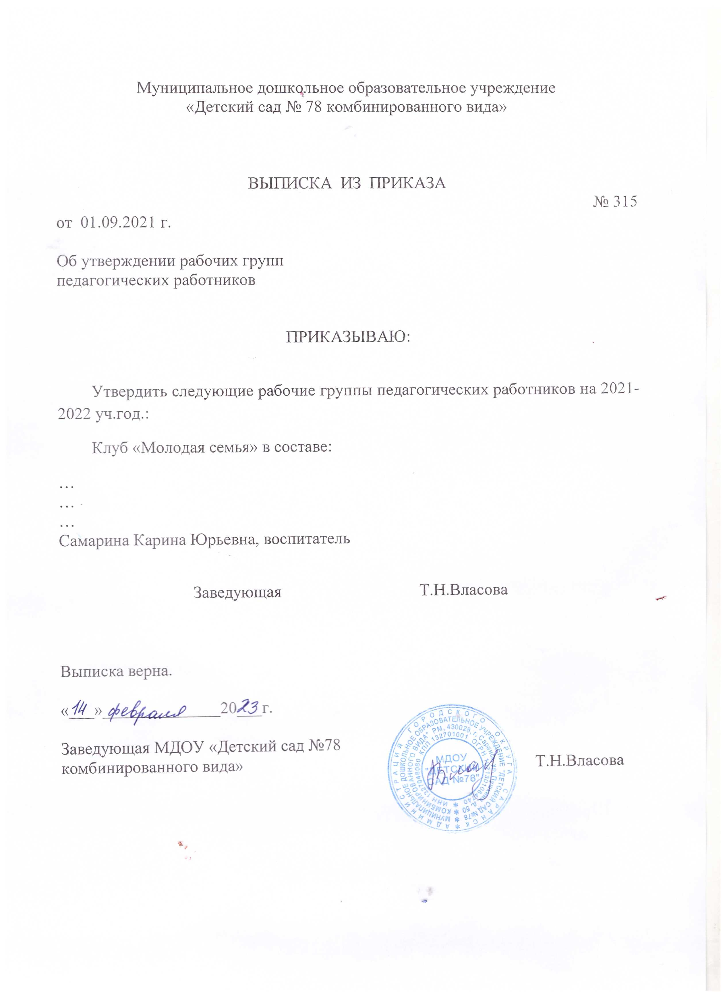 Муниципальное дошкольное образовательное учреждение
«Детский сад № 78 комбинированного вида»
ВЫПИСКА ИЗ ПРИКАЗА
№ 315
от 01.09.2021 г.
Об утверждении рабочих групп
педагогических работников
ПРИКАЗЫВАЮ:
Утвердить следующие рабочие группы педагогических работников на 2021-
2022 уч.год.:
Клуб «Молодая семья» в составе:
…
…
…
Самарина Карина Юрьевна, воспитатель
Заведующая Т.Н.Власова
Выписка верна.
«14» февраля 2023 г.
Заведующая МДОУ «Детский сад №78
комбинированного вида»
Т.Н.Власова
АДМИНИСТРАЦИЯ ГОРОДСКОГО ОКРУГА САРАНСК
МУНИЦИПАЛЬНОЕ ДОШКОЛЬНОЕ ОБРАЗОВАТЕЛЬНОЕ УЧРЕЖДЕНИЕ "ДЕТСКИЙ САД №78
КОМБИНИРОВАННОГО ВИДА" РМ, 430028, г. Саранск, ул. Пушкина, д. 50
ИНН 1327048080 КПП 132701001 ОГРН
МДОУ
"ДЕТСКИЙ
САД №78"